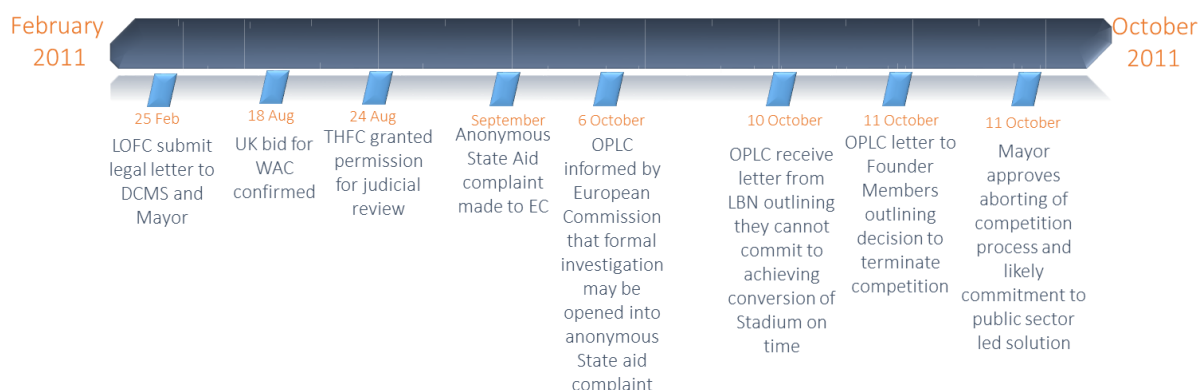 February
2011
October
2011
25 Feb
LOFC submit
legal letter to
DCMS and
Mayor
18 Aug
UK bid for
WAC
confirmed
24 Aug
THFC granted
permission
for judicial
review
September
Anonymous
State Aid
complaint
made to EC
6 October
OPLC
informed by
European
Commission
that formal
investigation
may be
opened into
anonymous
State aid
complaint
10 October
OPLC receive
letter from
LBN outlining
they cannot
commit to
achieving
conversion of
Stadium on
time
11 October
OPLC letter to
Founder
Members
outlining
decision to
terminate
competition
11 October
Mayor
approves
aborting of
competition
process and
likely
commitment to
public sector
led solution